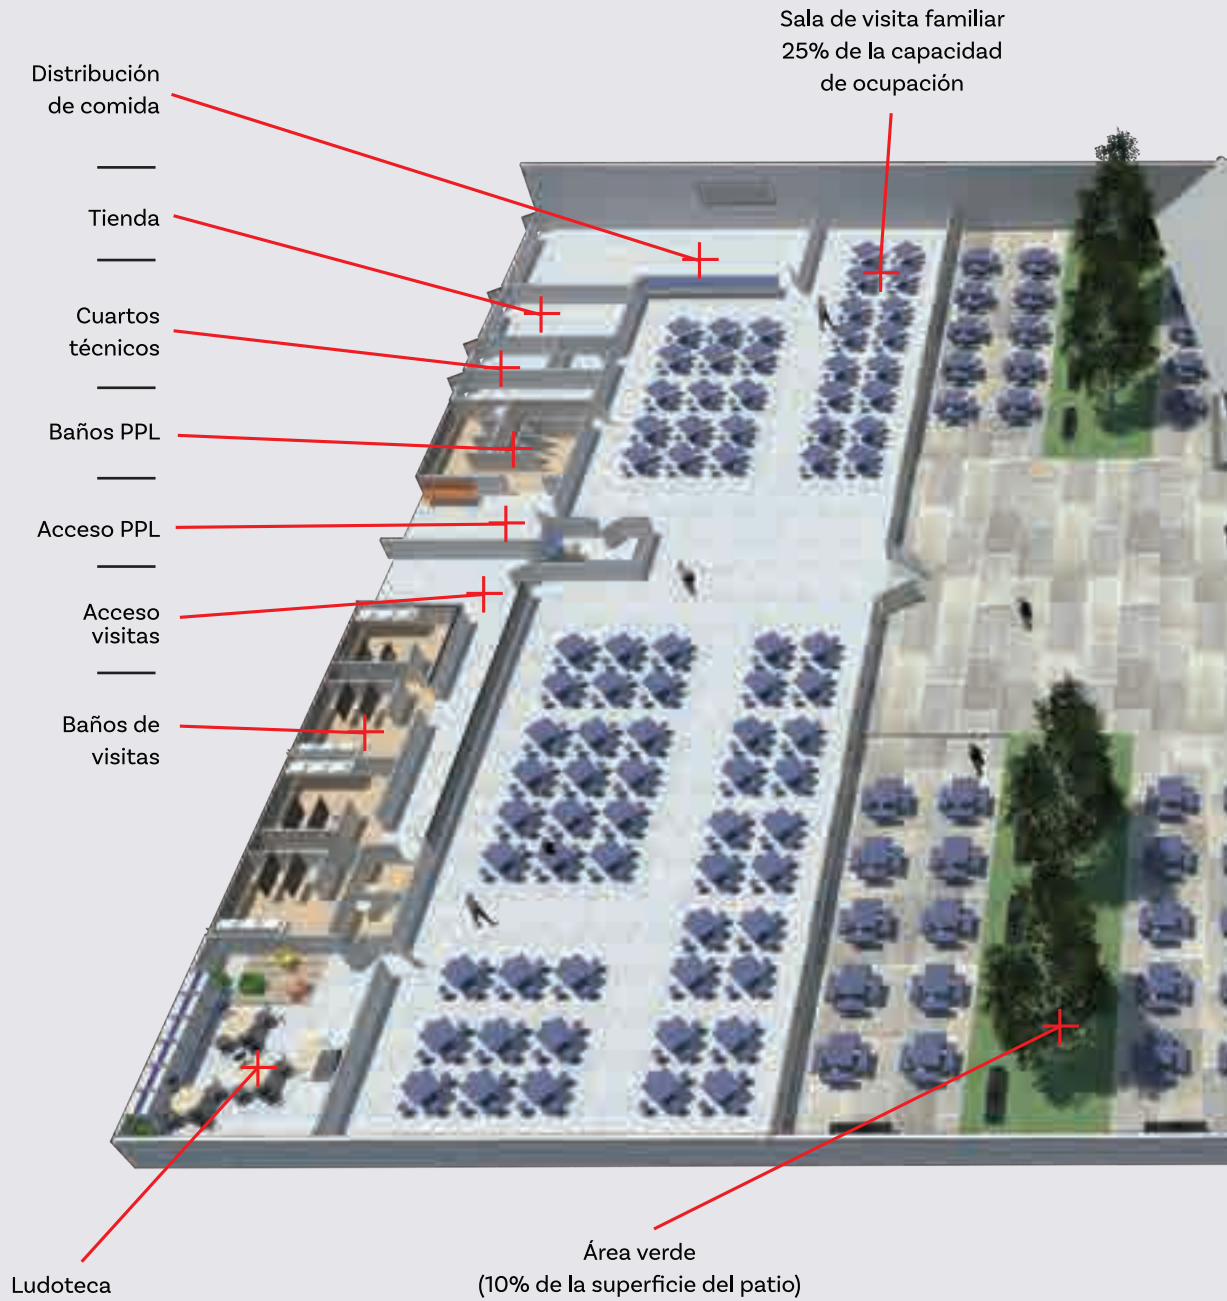 Sala de visita familiar
25% de la capacidad
de ocupación
Distribución
de comida
Tienda
Cuartos
técnicos
Baños PPL
Acceso PPL
Acceso
visitas
Baños de
visitas
Ludoteca
Área verde
(10% de la superficie del patio)